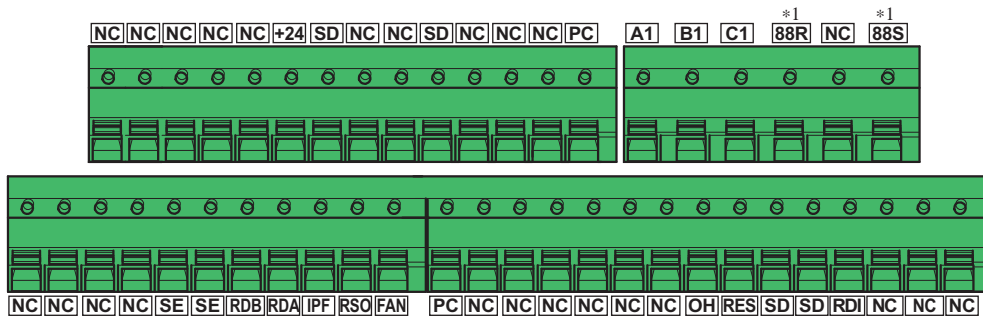 *1 *1
NC NC NC NC NC +24 SD NC NC SD NC NC NC PC A1 B1 C1 88R NC 88S
NC NC NC NC SE SE RDB RDA IPF RSO FAN PC NC NC NC NC NC NC OH RES SD SD RDI NC NC NC